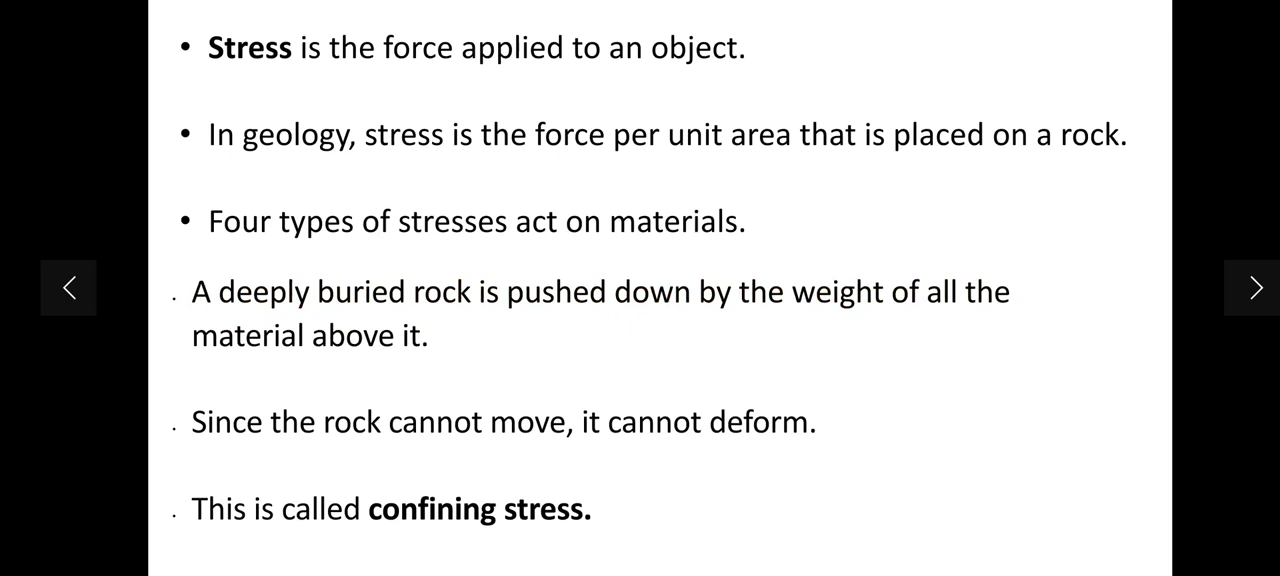 • Stress is the force applied to an object.
• In geology, stress is the force per unit area that is placed on a rock.
• Four types of stresses act on materials.
. A deeply buried rock is pushed down by the weight of all the
material above it.
. Since the rock cannot move, it cannot deform.
. This is called confining stress.